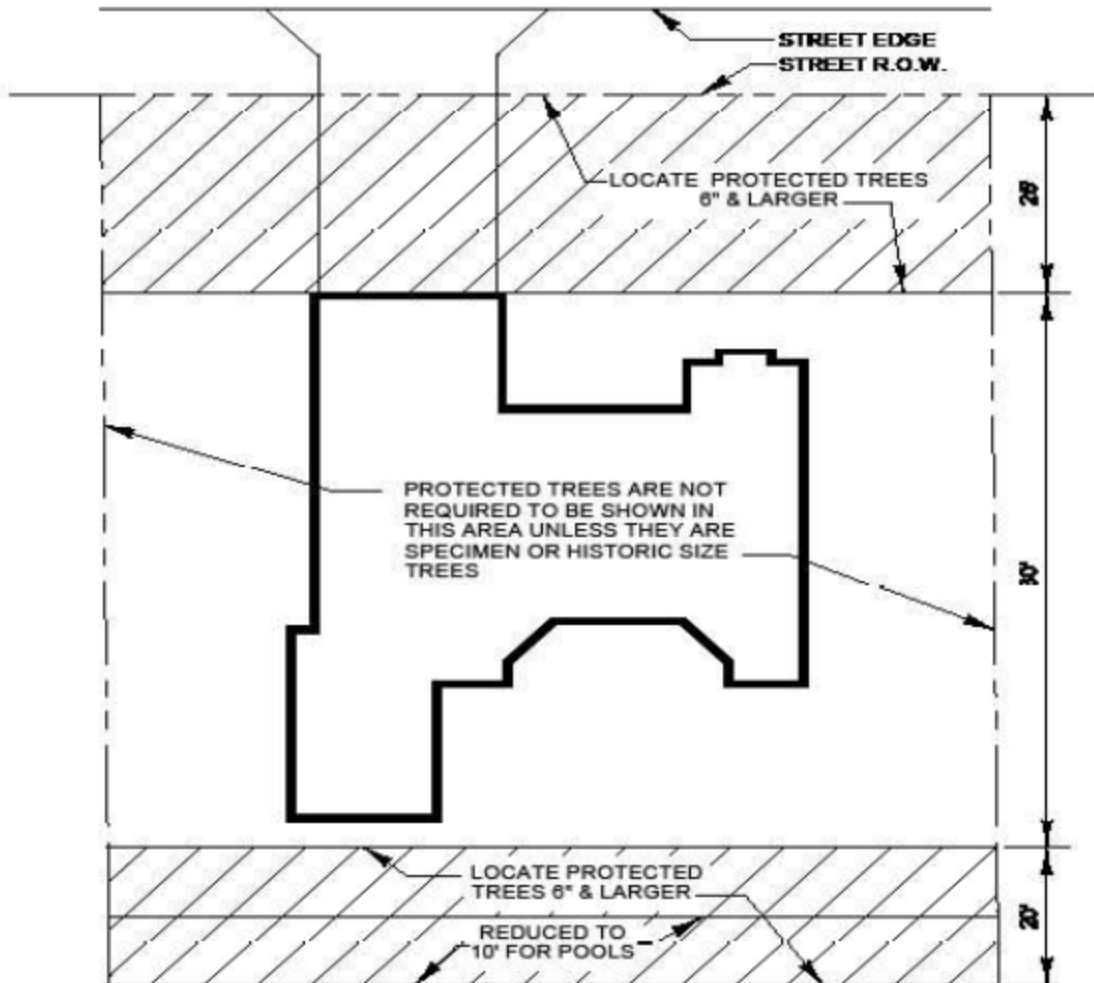 STREET EDGE
STREET R.O.W.
LOCATE PROTECTED TREES
6" & LARGER
PROTECTED TREES ARE NOT
REQUIRED TO BE SHOWN IN
THIS AREA UNLESS THEY ARE
SPECIMEN OR HISTORIC SIZE
TREES
LOCATE PROTECTED
TREES 6" & LARGER
20'
REDUCED TO
10' FOR POOLS